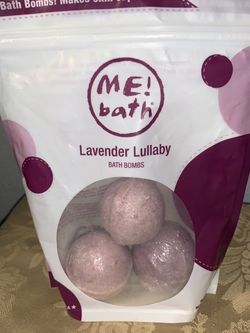 Bath Bombs! Makes skin
ME!
bath®
Lavender Lullaby
BATH BOMBS